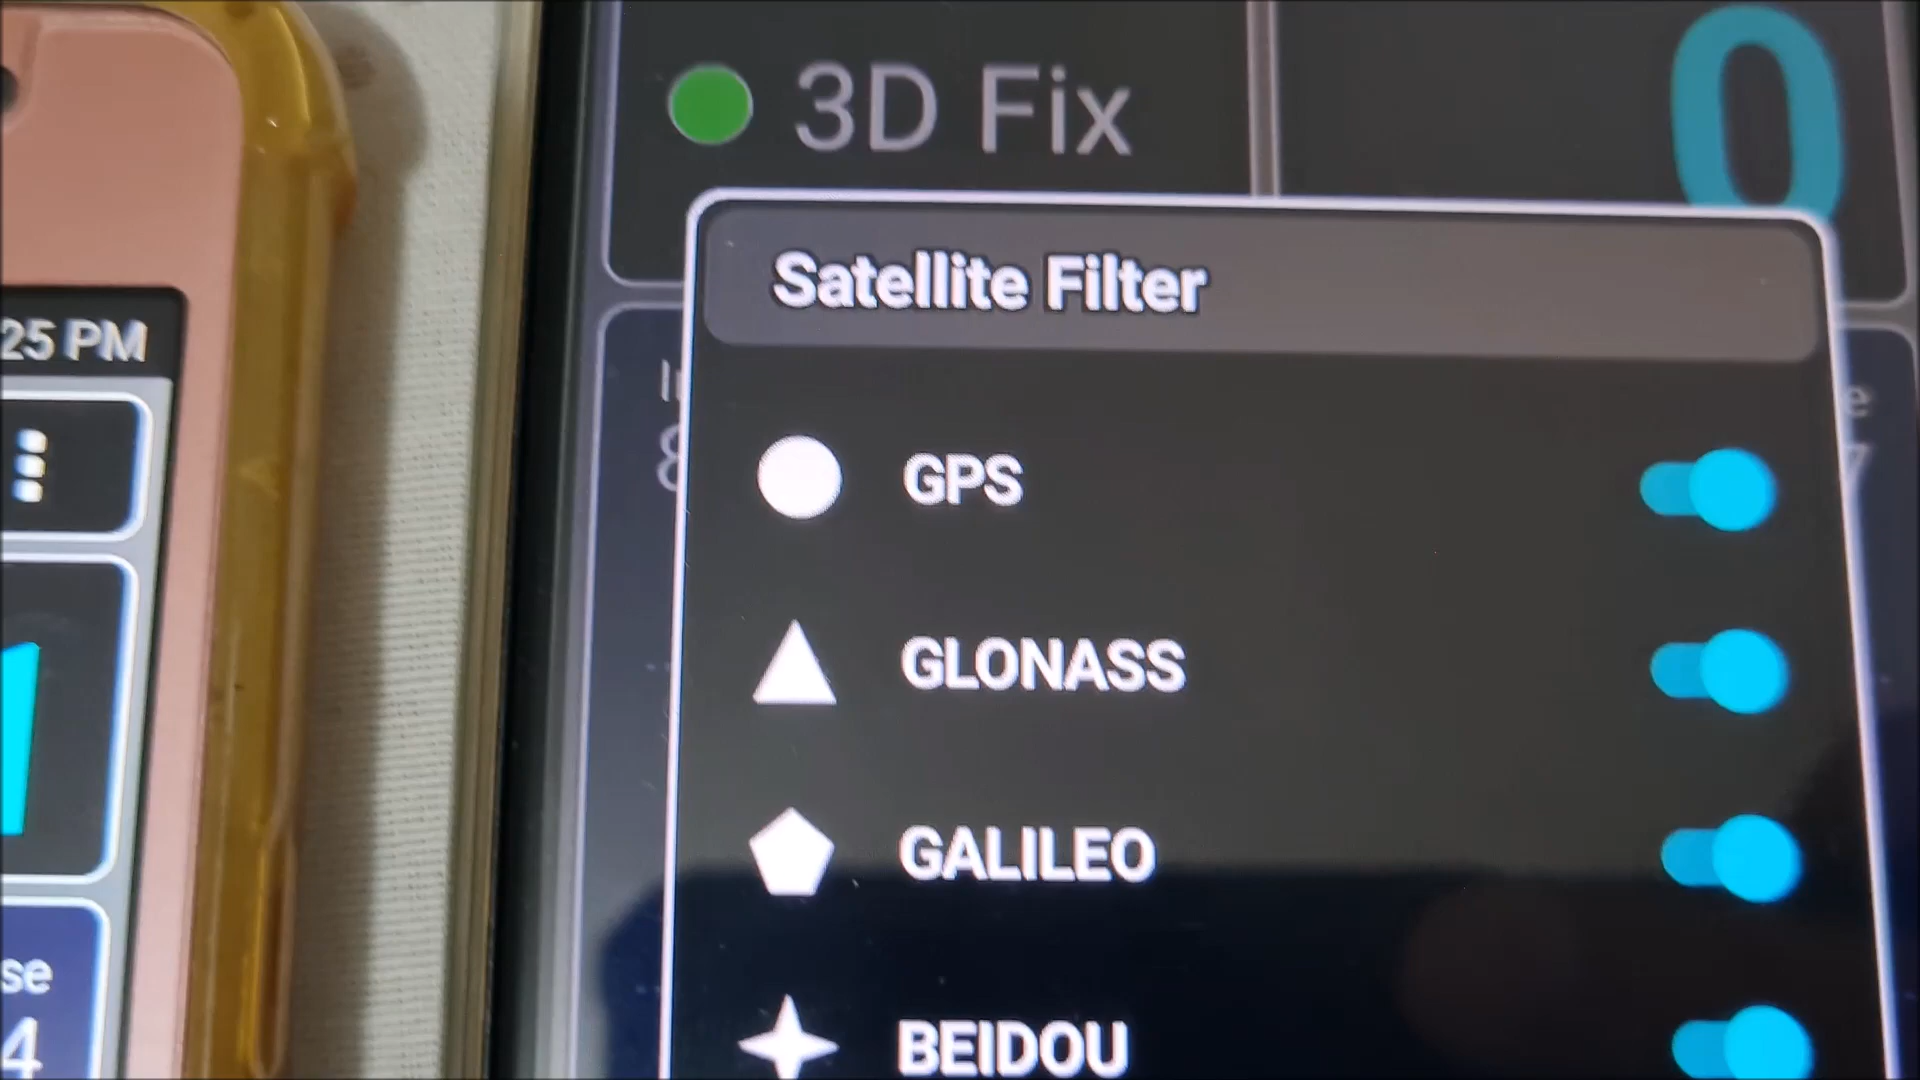 3D Fix
0
Satellite Filter
25 PM
GPS
GLONASS
GALILEO
BEIDOU
se
4